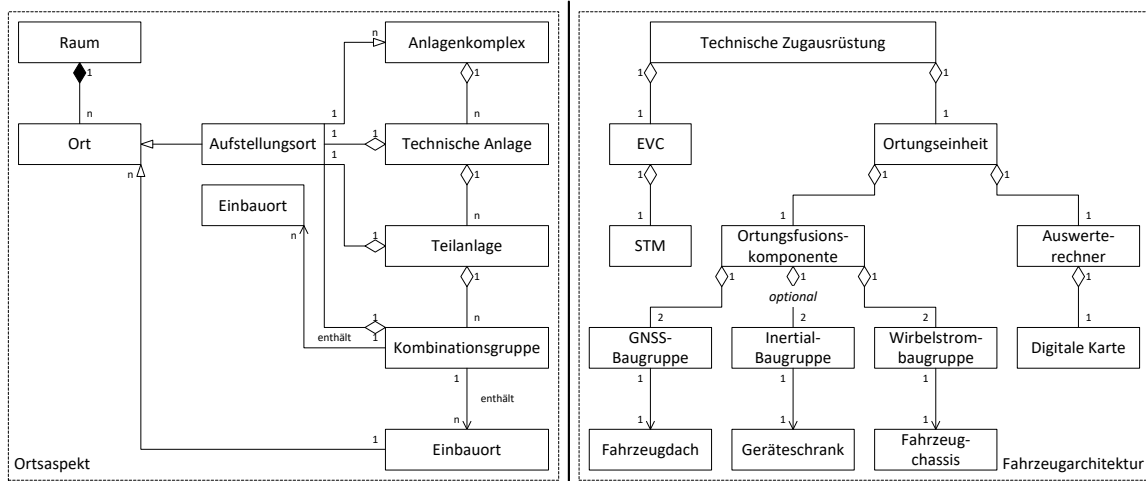 Raum
Anlagenkomplex
n
1
1
n
n
1
Ort
Aufstellungsort
Technische Anlage
1
1
1
n
1
Einbauort
n
n
Teilanlage
1
1
n
1
enthält
1
Kombinationsgruppe
1
enthält
n
1
Einbauort
Ortsaspekt
Technische Zugausrüstung
1
1
1
1
EVC
Ortungseinheit
1
1
1
1
1
1
STM
Ortungsfusions-
komponente
Auswerte-
rechner
1
1
1
1
optional
2
2
2
1
GNSS-
Baugruppe
Inertial-
Baugruppe
Wirbelstrom-
baugruppe
Digitale Karte
1
1
1
1
1
1
Fahrzeugdach
Geräteschrank
Fahrzeug-
chassis
Fahrzeugarchitektur